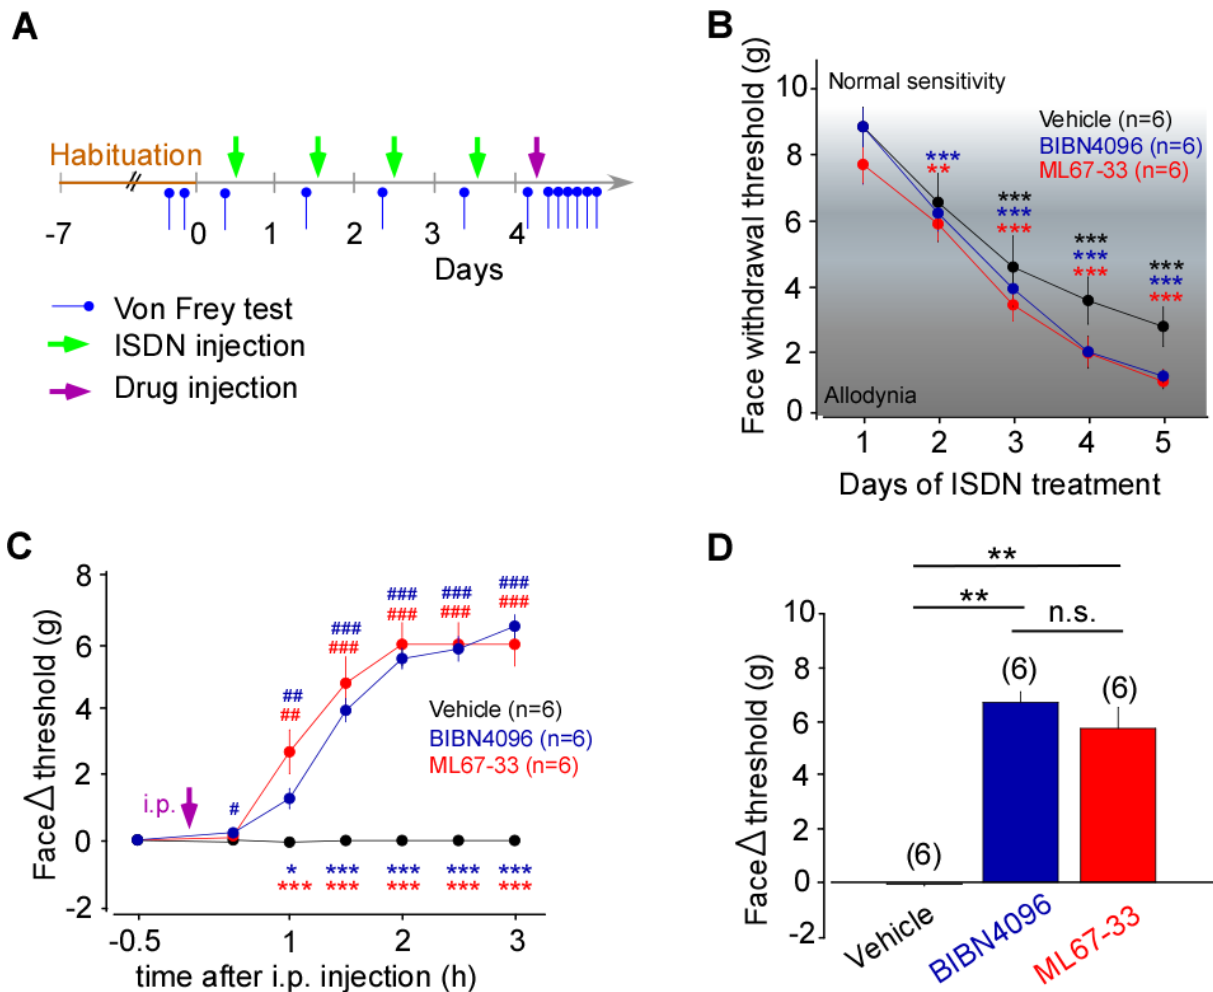 A
Habituation
-7 0 1 2 3 4
Days
Von Frey test
ISDN injection
Drug injection
B
Face withdrawal threshold (g)
10
8
6
4
2
0
Normal sensitivity
Vehicle (n=6)
BIBN4096 (n=6)
ML67-33 (n=6)
***
**
***
***
***
***
***
***
***
***
***
Allodynia
1 2 3 4 5
Days of ISDN treatment
C
Face Δ threshold (g)
8
6
4
2
0
-2
### ### ###
### ### ###
###
###
##
##
#
i.p.
Vehicle (n=6)
BIBN4096 (n=6)
ML67-33 (n=6)
* *** *** *** ***
*** *** *** *** ***
-0.5 1 2 3
time after i.p. injection (h)
D
Face Δ threshold (g)
10
8
6
4
2
0
-2
**
**
n.s.
(6)
(6)
(6)
Vehicle
BIBN4096
ML67-33